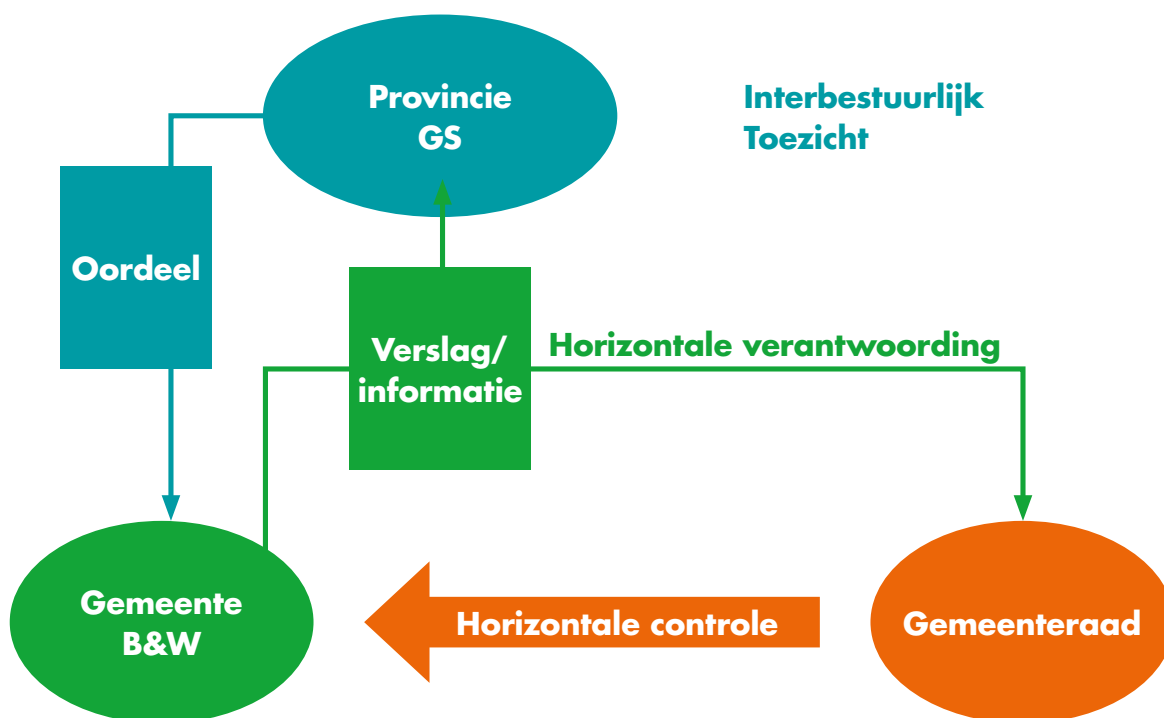 Provincie
GS
Interbestuurlijk
Toezicht
Oordeel
Verslag/
informatie
Horizontale verantwoording
Gemeente
B&W
Horizontale controle
Gemeenteraad